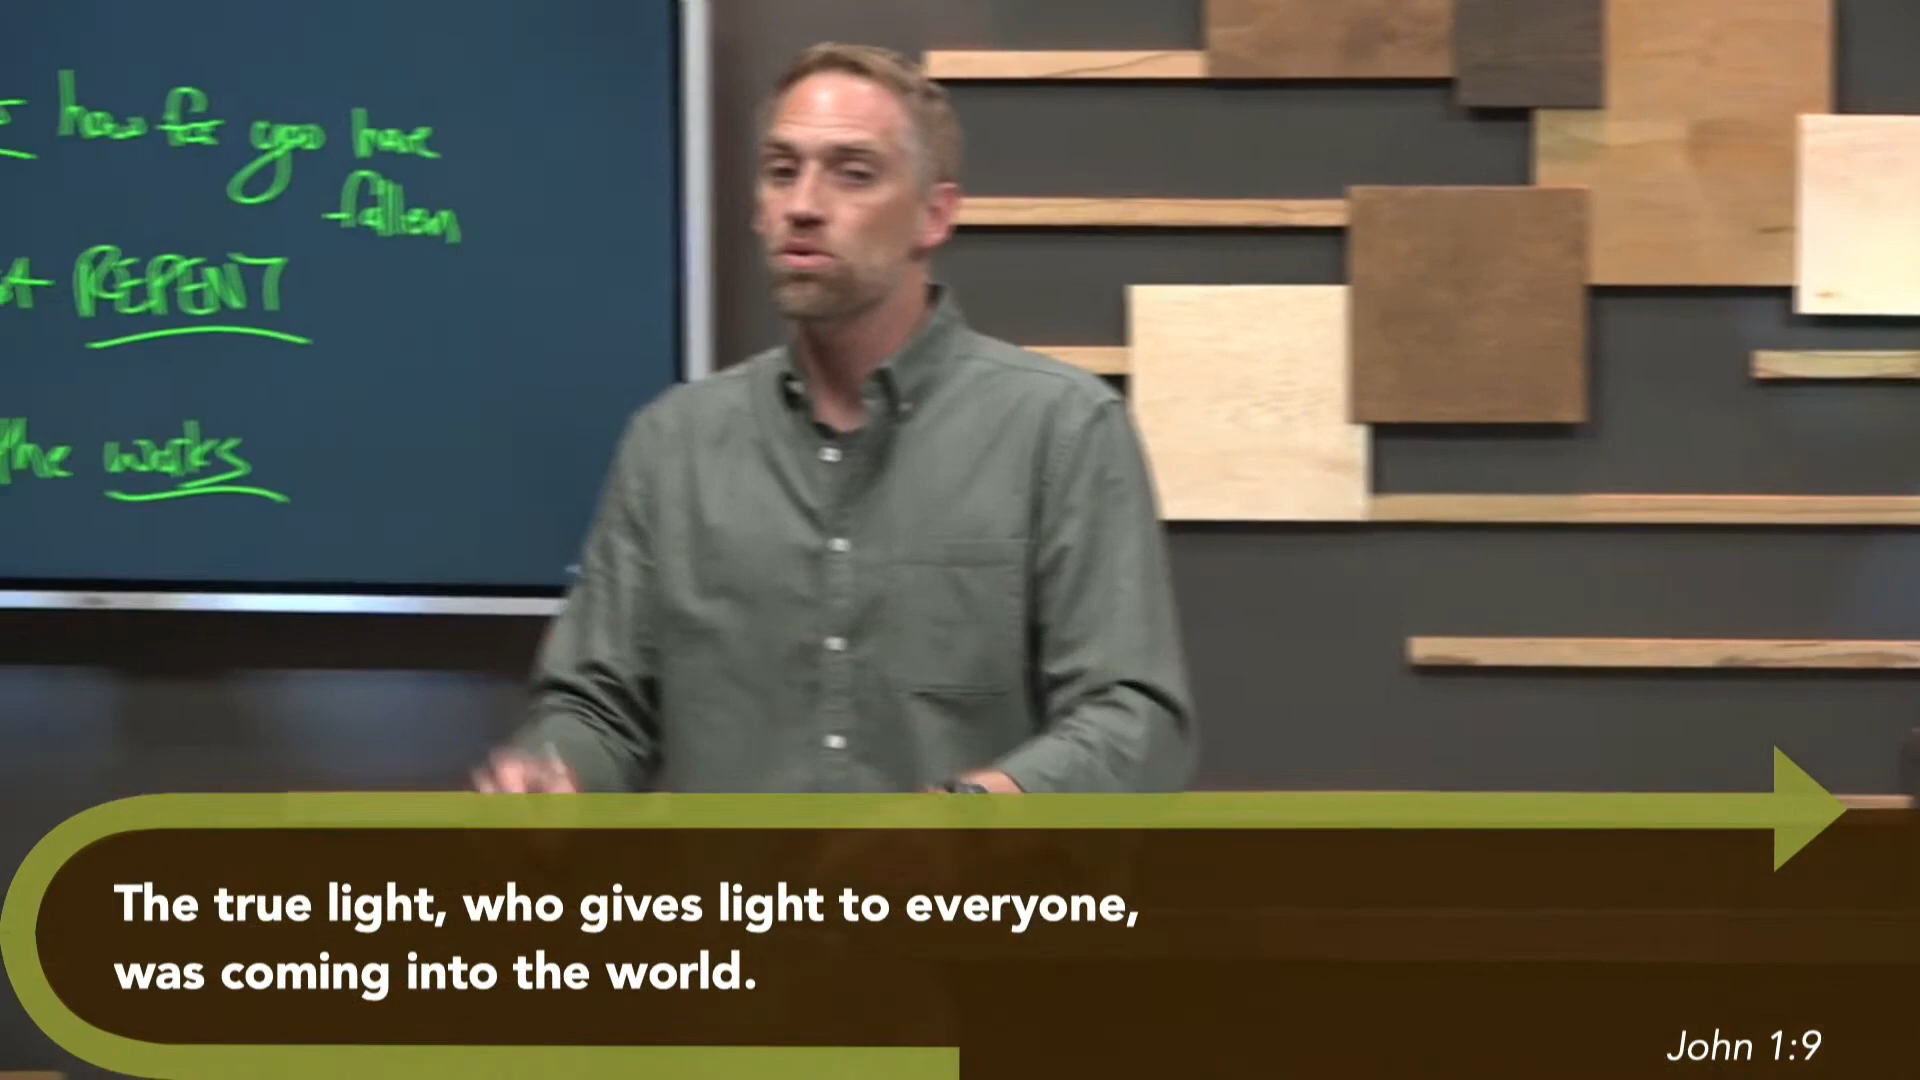 how far you have
fallen
REPENT
the works
The true light, who gives light to everyone,
was coming into the world.
John 1:9